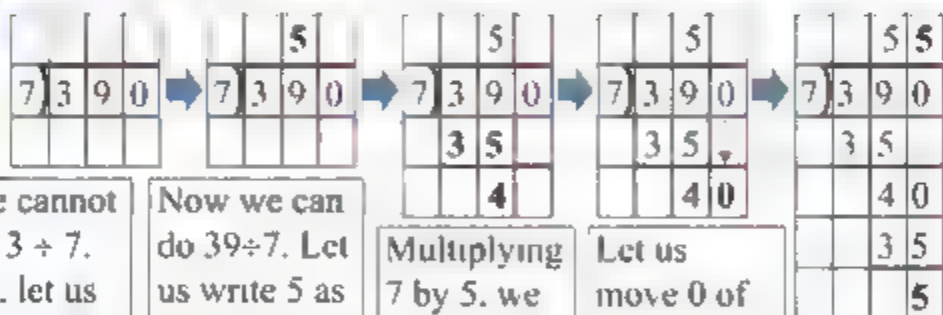 5
5
5
5 5
7)3 9 0
7)3 9 0
7)3 9 0
7)3 9 0
7)3 9 0
3 5
3 5
3 5
4
4 0
4 0
3 5
5
cannot
3 ÷ 7.
. let us
Now we can
do 39÷7. Let
us write 5 as
Multiplying
7 by 5. we
Let us
move 0 of